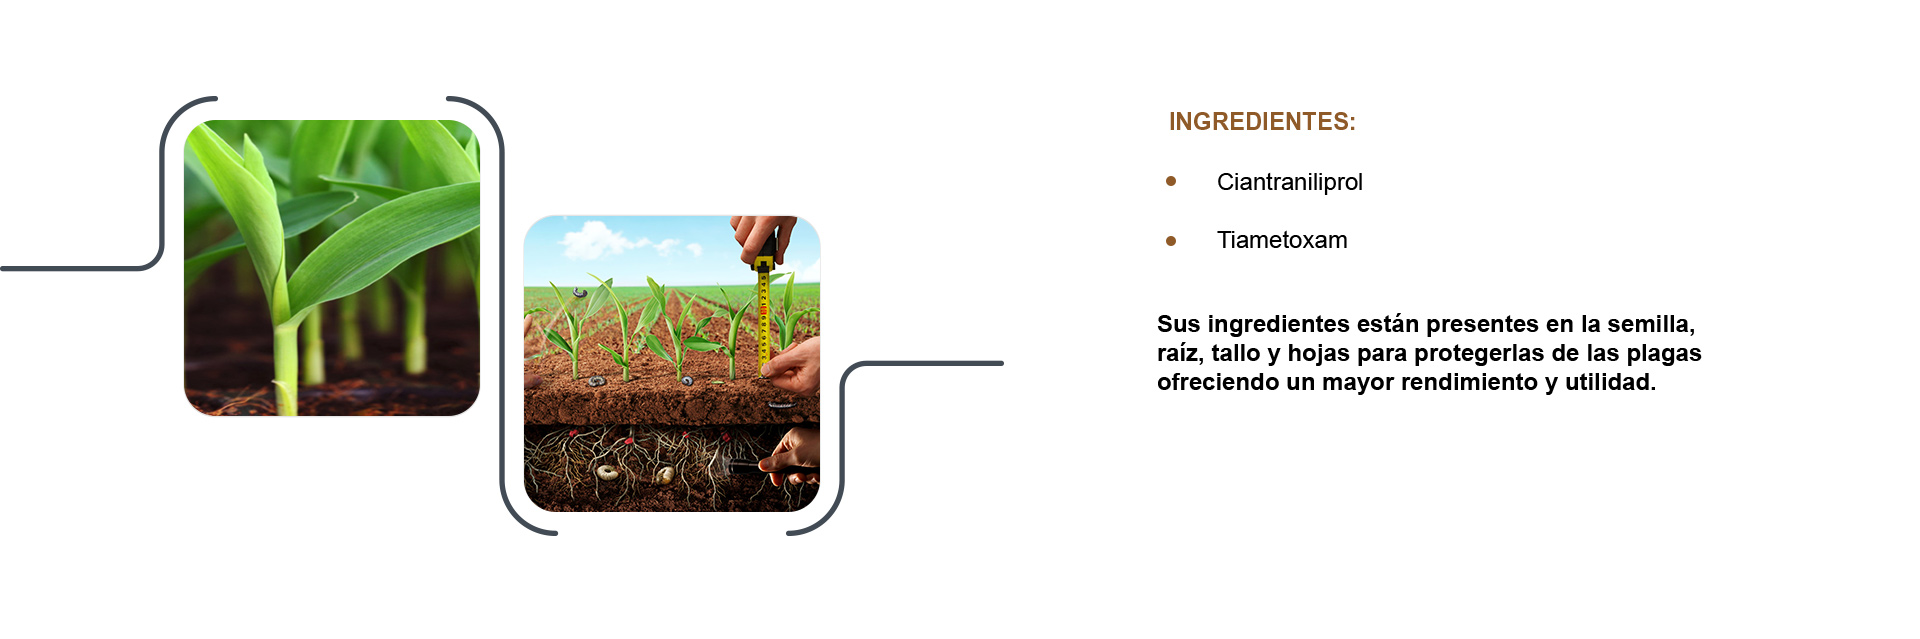 INGREDIENTES:
Ciantraniliprol
Tiametoxam
Sus ingredientes están presentes en la semilla,
raíz, tallo y hojas para protegerlas de las plagas
ofreciendo un mayor rendimiento y utilidad.